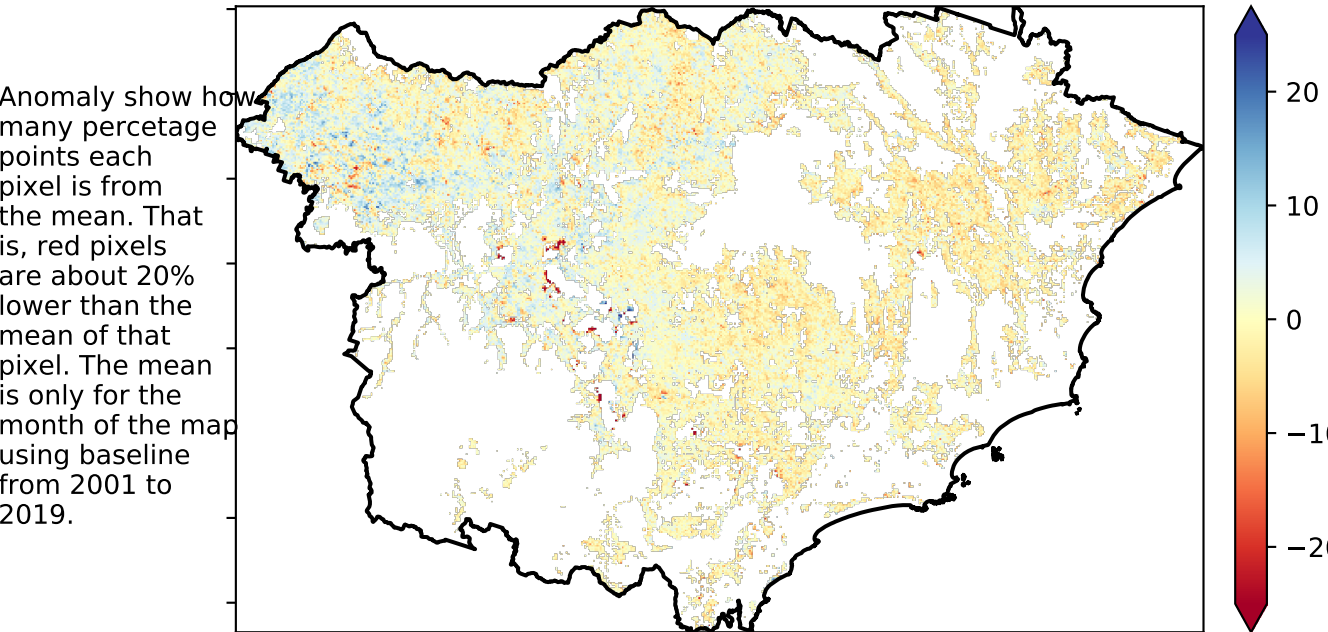 Anomaly show how
many percetage
points each
pixel is from
the mean. That
is, red pixels
are about 20%
lower than the
mean of that
pixel. The mean
is only for the
month of the map
using baseline
from 2001 to
2019.
20
10
0
−10
−20